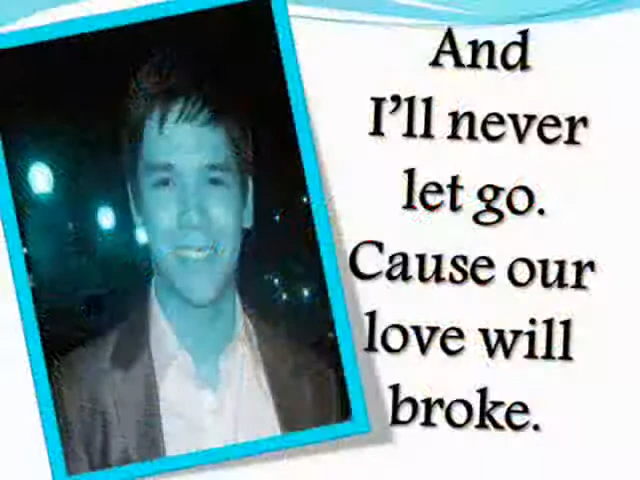 And
I'll never
let go.
Cause our
love will
broke.